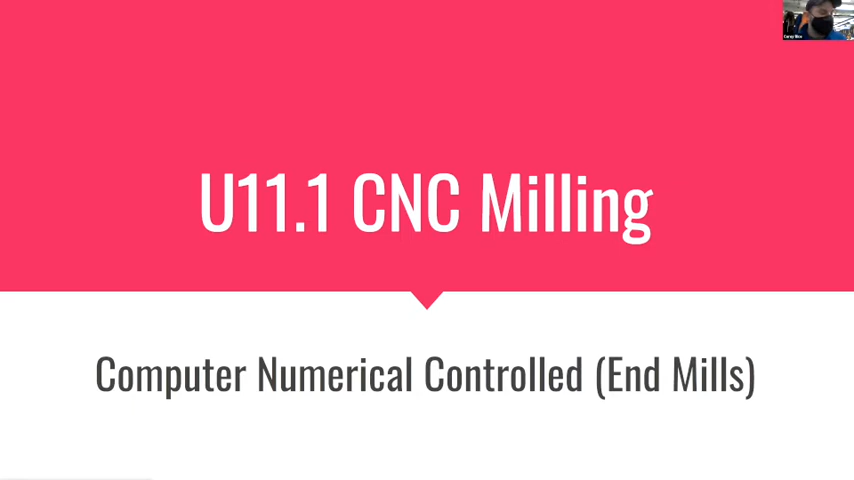 U11.1 CNC Milling
Computer Numerical Controlled (End Mills)